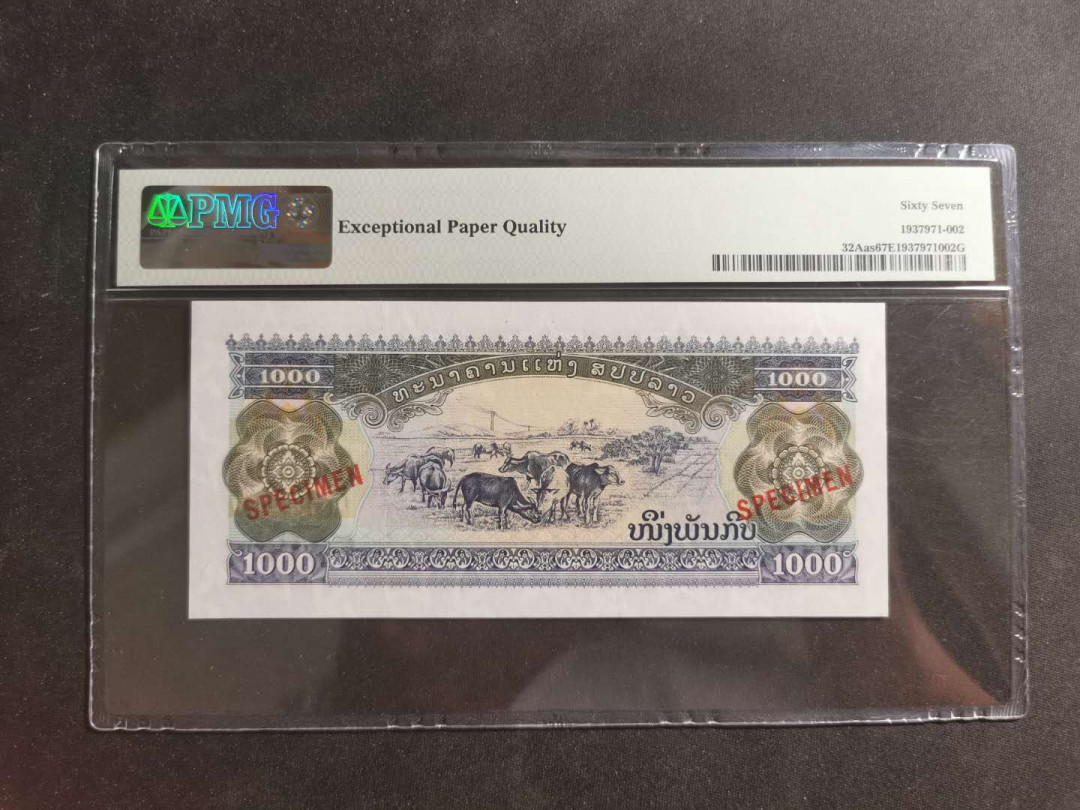 PMG
Exceptional Paper Quality
Sixty Seven
1937971-002
32Aas67E1937971002G
1000
ທະນາຄານແຫ່ງ ສປປລາວ
1000
SPECIMEN
SPECIMEN
ໜຶ່ງພັນກີບ
1000
1000